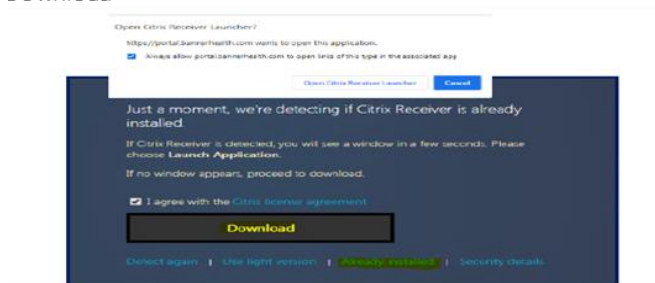 Open Citrix Receiver Launcher?
https://portal.bannerhealth.com wants to open this application.
Always allow portal.bannerhealth.com to open links of this type in the associated app
Open Citrix Receiver Launcher Cancel
Just a moment, we're detecting if Citrix Receiver is already
installed
If Citrix Receiver is detected, you will see a window in a few seconds. Please
choose Launch Application.
If no window appears, proceed to download.
I agree with the Citrix license agreement
Download
Detect again | Use light version | Already installed | Security details